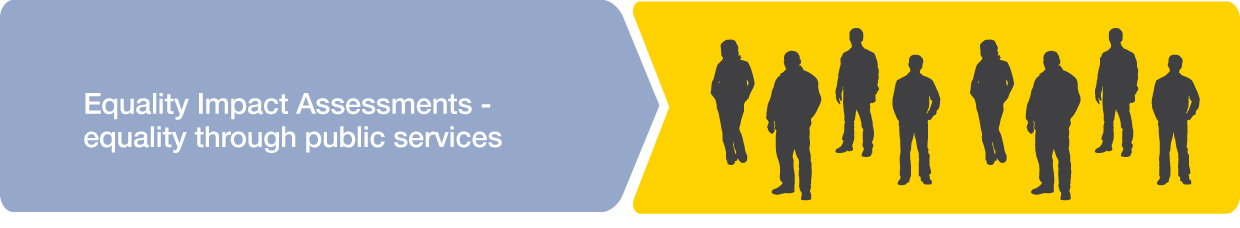 Equality Impact Assessments -
equality through public services